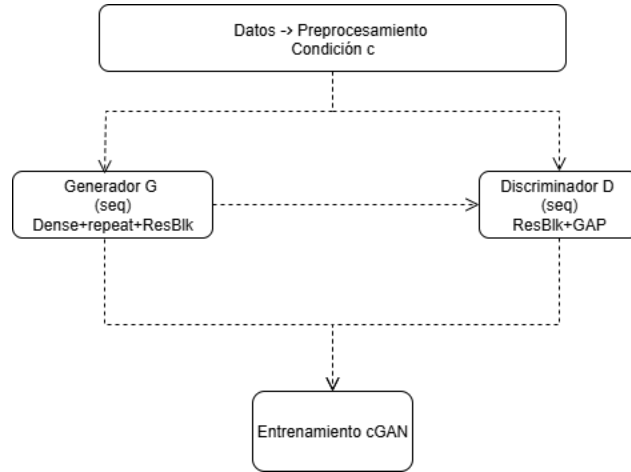 Datos -> Preprocesamiento
Condición c
Generador G
(seq)
Dense+repeat+ResBlk
Discriminador D
(seq)
ResBlk+GAP
Entrenamiento cGAN